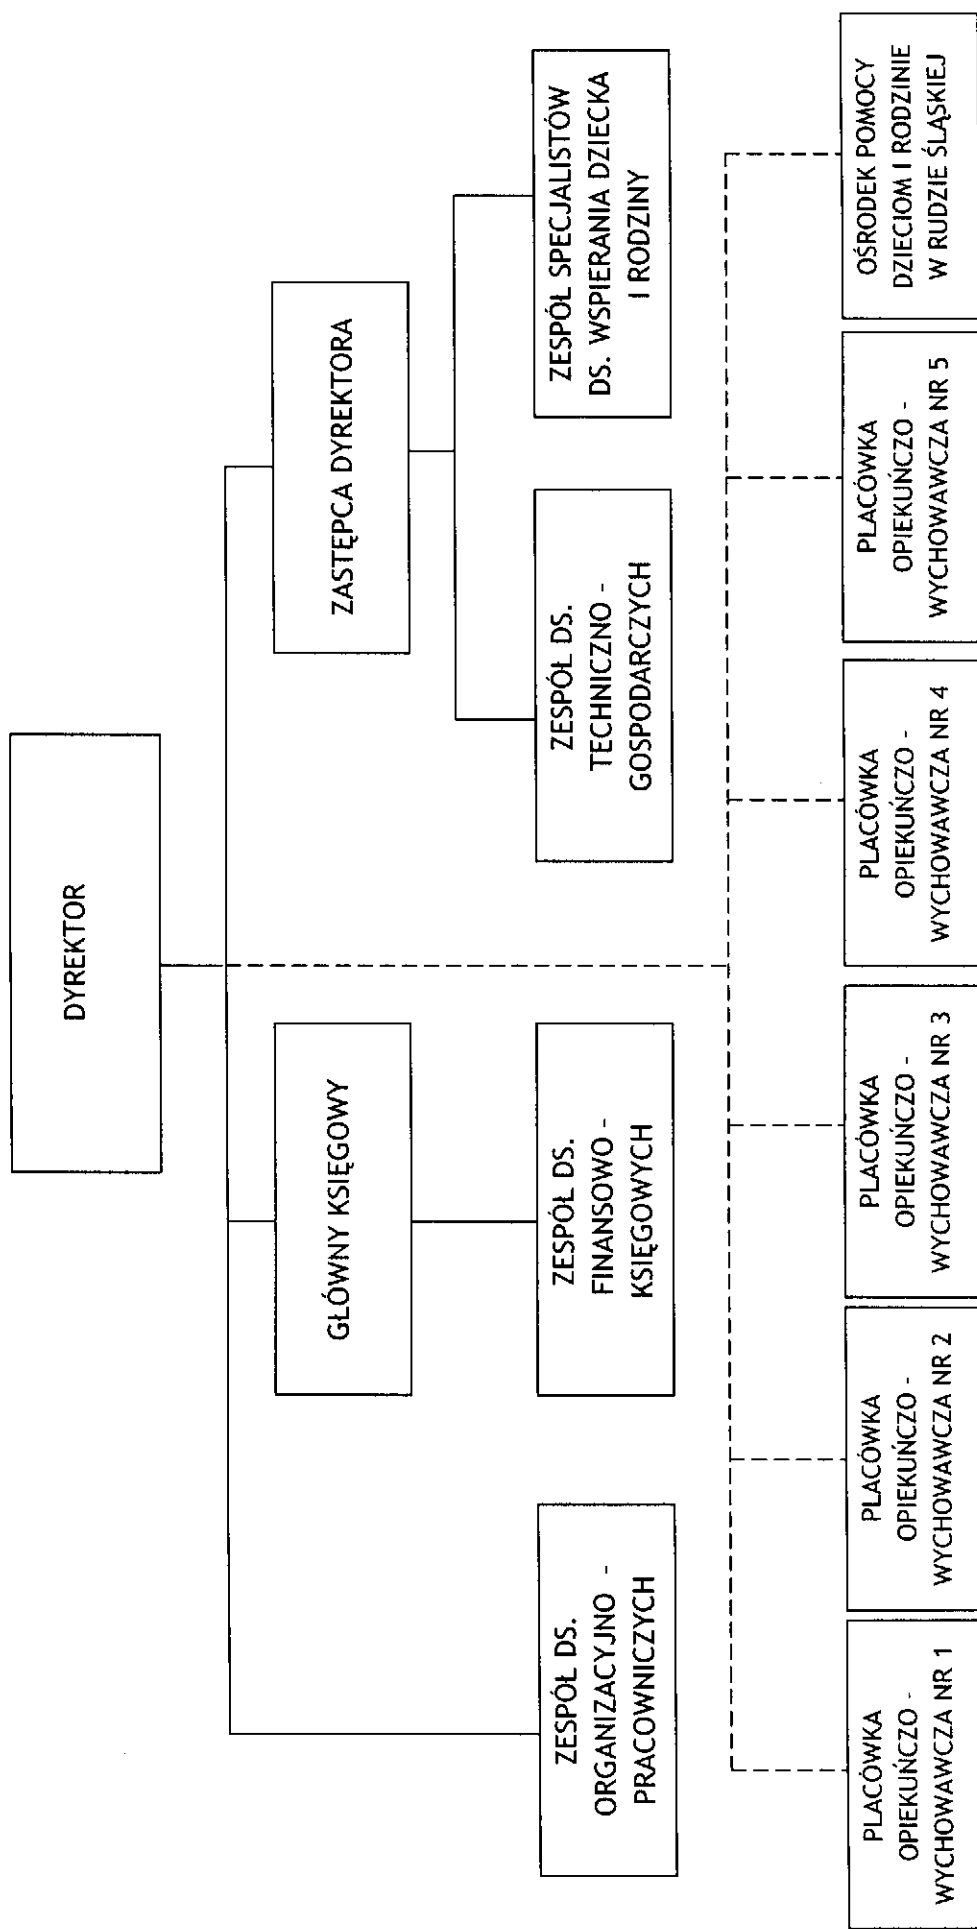 DYREKTOR
GŁÓWNY KSIĘGOWY
ZASTĘPCA DYREKTORA
ZESPÓŁ DS.
ORGANIZACYJNO -
PRACOWNICZYCH
ZESPÓŁ DS.
FINANSOWO -
KSIĘGOWYCH
ZESPÓŁ DS.
TECHNICZNO -
GOSPODARCZYCH
ZESPÓŁ SPECJALISTÓW
DS. WSPIERANIA DZIECKA
I RODZINY
PLACÓWKA
OPIEKUŃCZO -
WYCHOWAWCZA NR 1
PLACÓWKA
OPIEKUŃCZO -
WYCHOWAWCZA NR 2
PLACÓWKA
OPIEKUŃCZO -
WYCHOWAWCZA NR 3
PLACÓWKA
OPIEKUŃCZO -
WYCHOWAWCZA NR 4
PLACÓWKA
OPIEKUŃCZO -
WYCHOWAWCZA NR 5
OŚRODEK POMOCY
DZIECIOM I RODZINIE
W RUDZIE ŚLĄSKIEJ